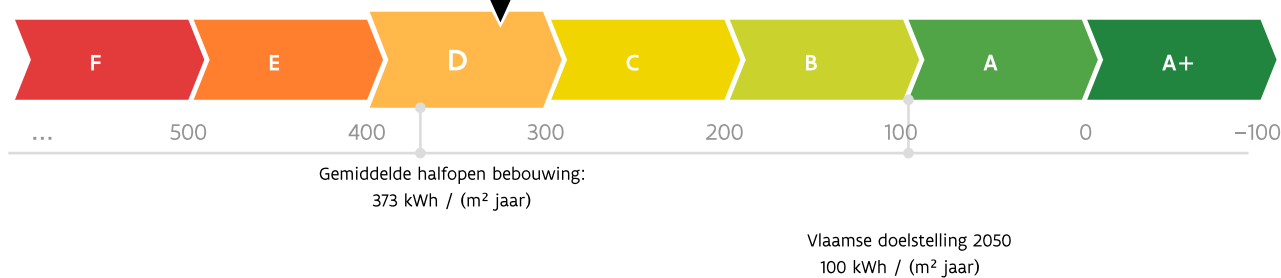 F E D C B A A+
... 500 400 300 200 100 0 −100
Gemiddelde halfopen bebouwing:
373 kWh / (m² jaar)
Vlaamse doelstelling 2050
100 kWh / (m² jaar)